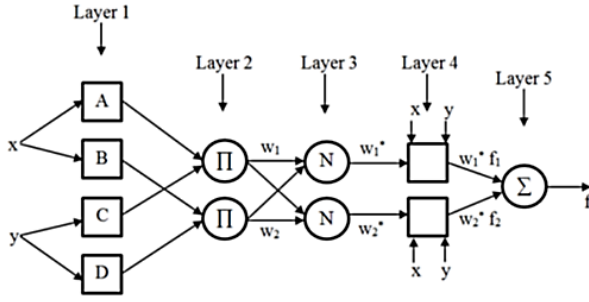 Layer 1
Layer 2
Layer 3
Layer 4
Layer 5
x
y
A
B
C
D
∏
∏
w₁
w₂
N
N
w₁*
w₂*
x y
x y
w₁* f₁
w₂* f₂
Σ
f